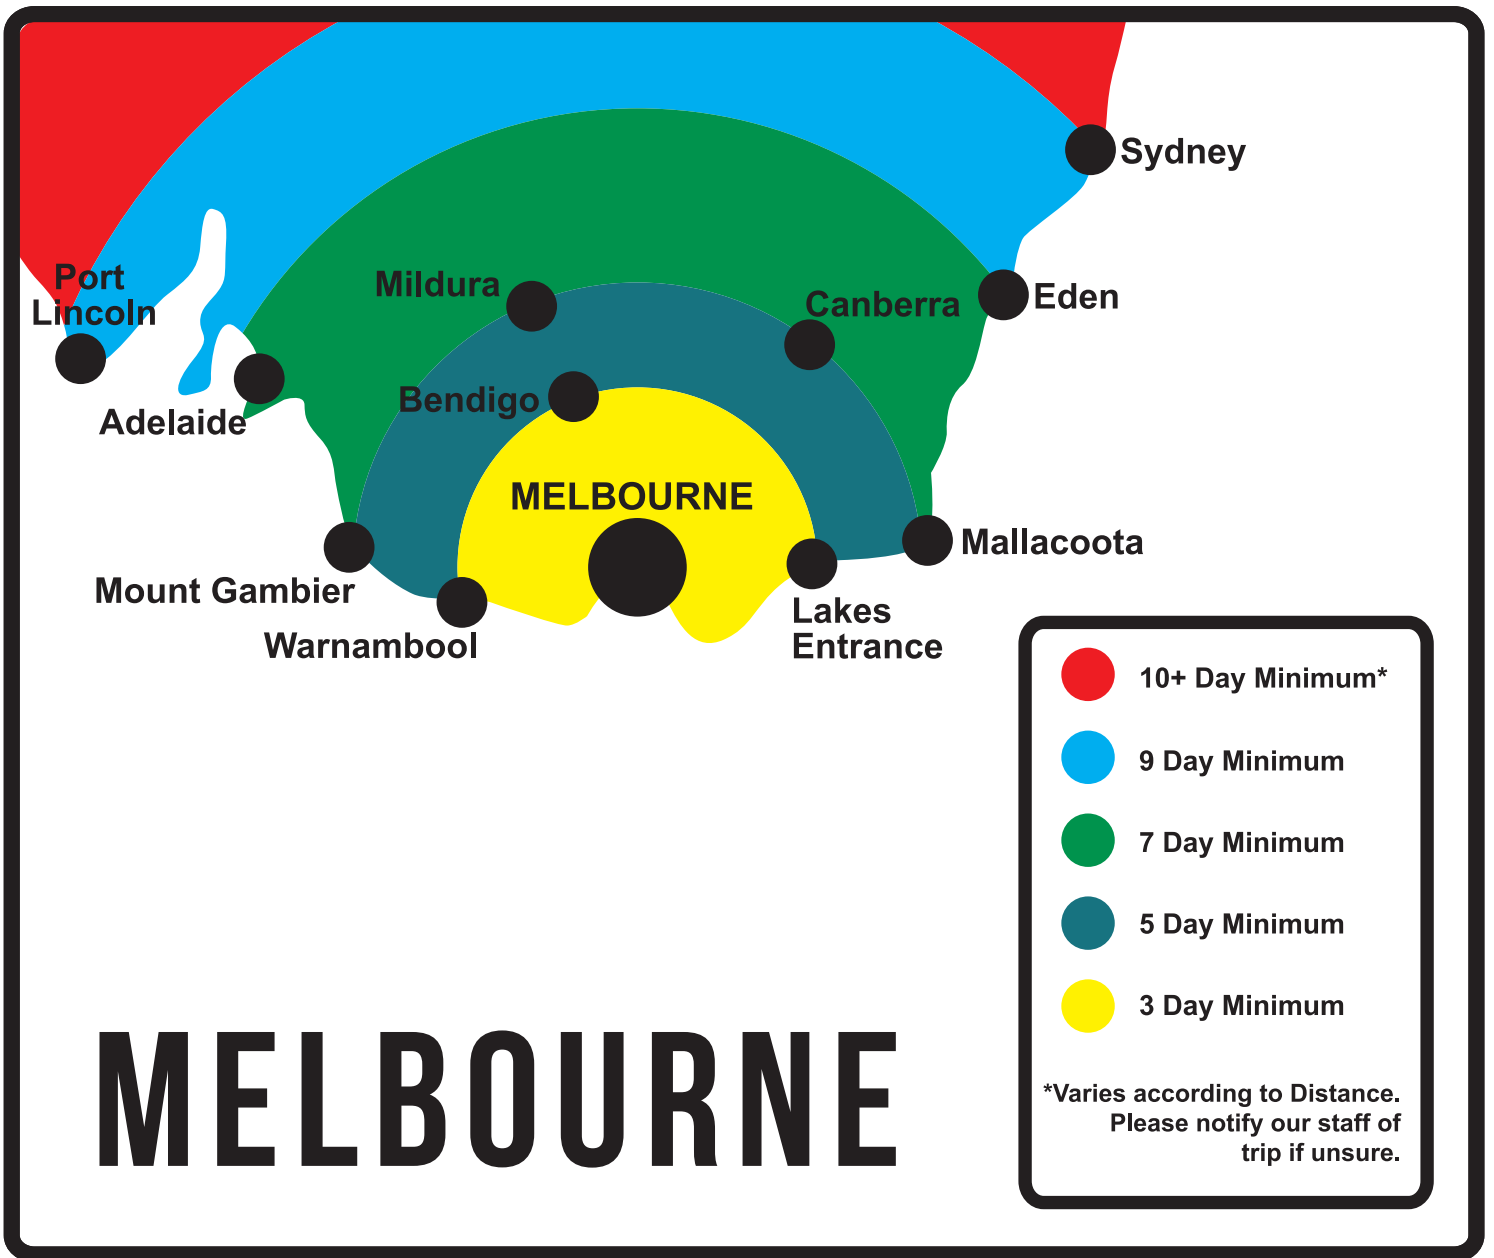 Sydney
Port
Lincoln
Mildura
Canberra
Eden
Bendigo
Adelaide
MELBOURNE
Mallacoota
Mount Gambier
Warnambool
Lakes
Entrance
10+ Day Minimum*
9 Day Minimum
7 Day Minimum
5 Day Minimum
3 Day Minimum
*Varies according to Distance.
Please notify our staff of
trip if unsure.
MELBOURNE